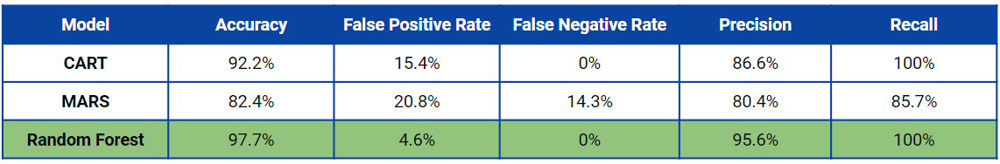 Model Accuracy False Positive Rate False Negative Rate Precision Recall
CART 92.2% 15.4% 0% 86.6% 100%
MARS 82.4% 20.8% 14.3% 80.4% 85.7%
Random Forest 97.7% 4.6% 0% 95.6% 100%